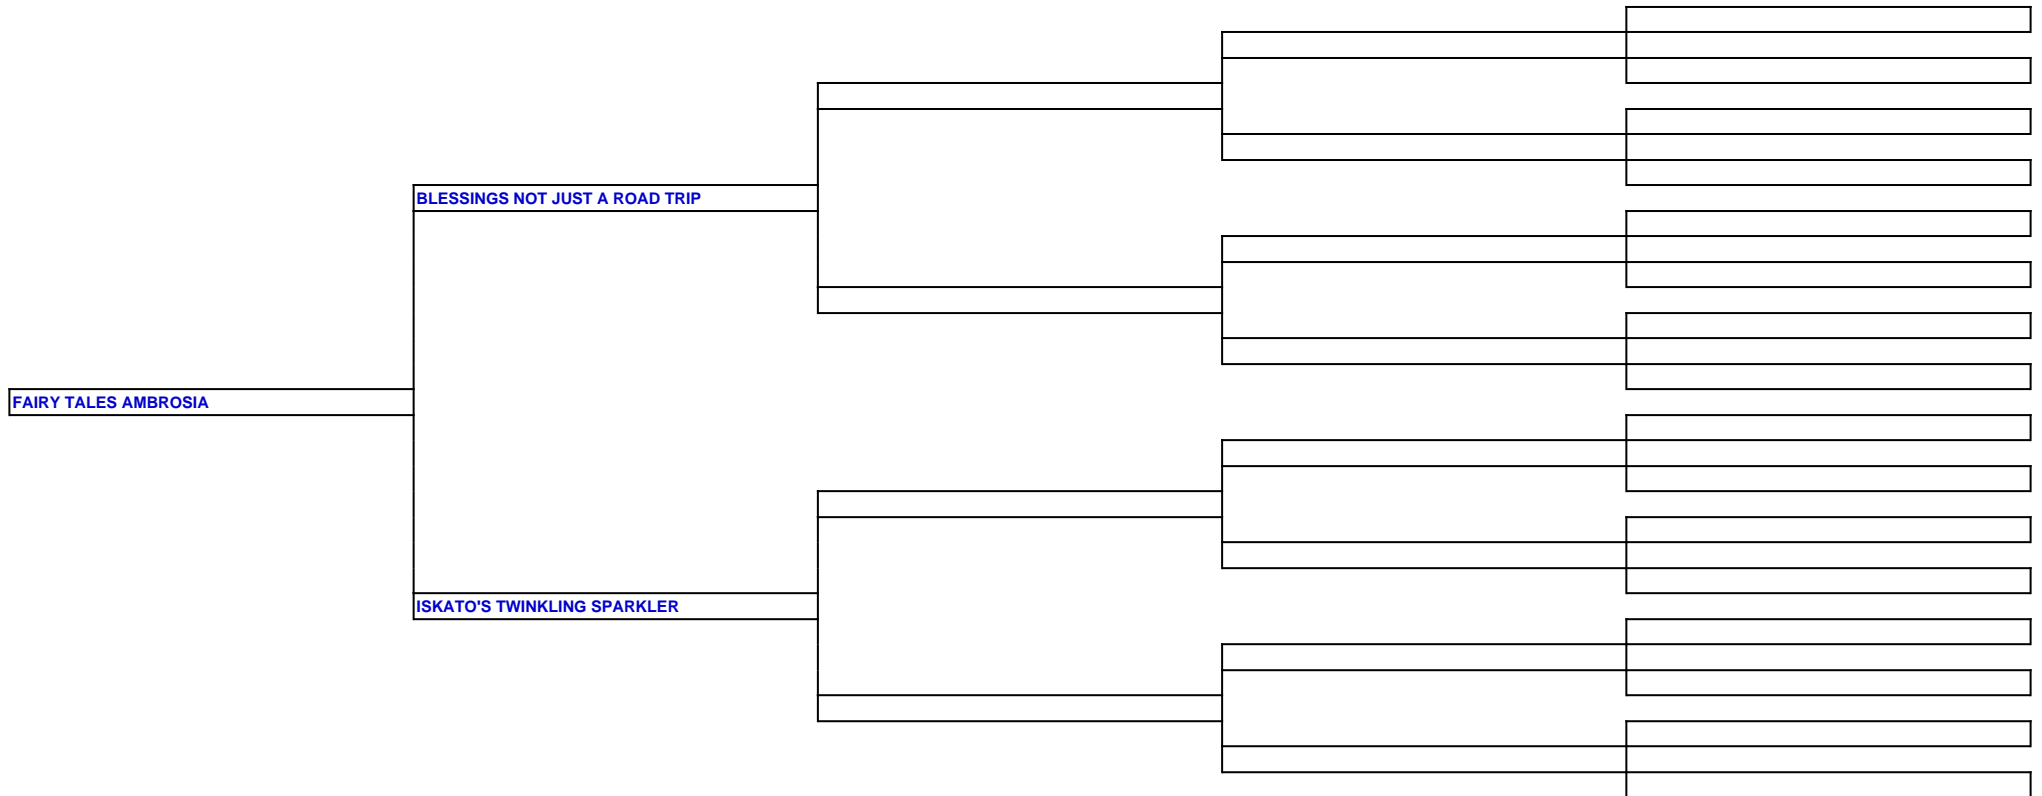 BLESSINGS NOT JUST A ROAD TRIP
FAIRY TALES AMBROSIA
ISKATO'S TWINKLING SPARKLER